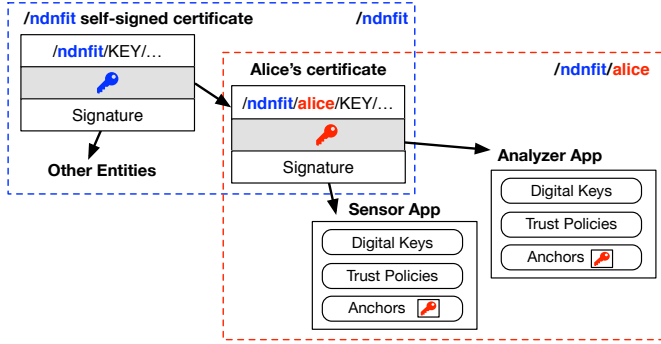 /ndnfit self-signed certificate
/ndnfit
/ndnfit/KEY/…
Signature
Other Entities
Alice's certificate
/ndnfit/alice
/ndnfit/alice/KEY/…
Signature
Sensor App
Digital Keys
Trust Policies
Anchors
Analyzer App
Digital Keys
Trust Policies
Anchors